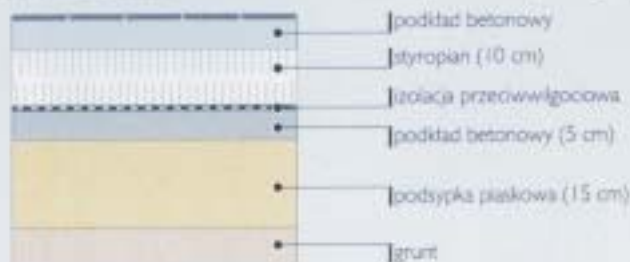 podkład betonowy
styropian (10 cm)
izolacja przeciwwilgociowa
podkład betonowy (5 cm)
podsypka piaskowa (15 cm)
grunt